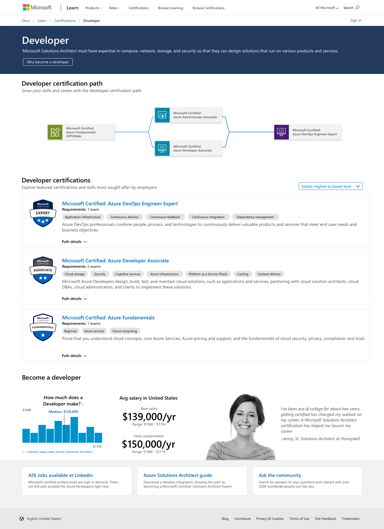 Microsoft | Learn Products Roles Certifications Browse Learning Browse Certifications All Microsoft Search
Docs / Learn / Certifications / Developer Sign in
Developer
Microsoft Solutions Architect must have expertise in compute, network, storage, and security so that they can design solutions that run on various products and services.
Why become a developer
Developer certification path
Grow your skills and career with the developer certification path
Microsoft Certified:
Azure Administrator Associate
Microsoft Certified:
Azure Fundamentals
(OPTIONAL)
Microsoft Certified:
Azure DevOps Engineer Expert
Microsoft Certified:
Azure Developer Associate
Developer certifications
Explore featured certifications and skills most sought after by employers
Sorted: Highest to lowest level
EXPERT
Microsoft Certified: Azure DevOps Engineer Expert
Requirements: 1 exam
Application infrastructure Continuous delivery Continuous feedback Continuous integration Dependency management
Azure DevOps professionals combine people, process, and technologies to continuously deliver valuable products and services that meet end user needs and
business objectives.
Path details
ASSOCIATE
Microsoft Certified: Azure Developer Associate
Requirements: 2 exams
Cloud storage Security Cognitive services Azure infrastructure Platform as a Service (PaaS) Caching Content delivery
Microsoft Azure Developers design, build, test, and maintain cloud solutions, such as applications and services, partnering with cloud solution architects, cloud
DBAs, cloud administrators, and clients to implement these solutions.
Path details
FUNDAMENTALS
Microsoft Certified: Azure Fundamentals
Requirements: 1 exams
Beginner Azure services Cloud computing
Prove that you understand cloud concepts, core Azure Services, Azure pricing and support, and the fundamentals of cloud security, privacy, compliance, and trust.
Path details
Become a developer
How much does a
Developer make?
Median: $139,000
Avg salary in United States
Base salary
$139,000/yr
Total compensation
$150,000/yr
LinkedIn salary data: Senior Solutions Architect
I've been out of college for about two years,
getting certified has changed my outlook on
my career. A Microsoft Solutions Architect
certification has helped me launch my
career.
-Jenny, Sr. Solutions Architect at Honeywell
426 Jobs available at LinkedIn
Microsoft certified professionals are high in demand. There
are 426 jobs available for Azure Developers right now.
Azure Solutions Architect guide
Download a detailed infographic showing the path to
becoming a Microsoft Certified: Solutions Architect Expert
Ask the community
Search for answers to your questions and interact with over
200K worldwide people just like you.
English (United States) Blog Contribute Privacy & Cookies Terms of Use Site Feedback Trademarks